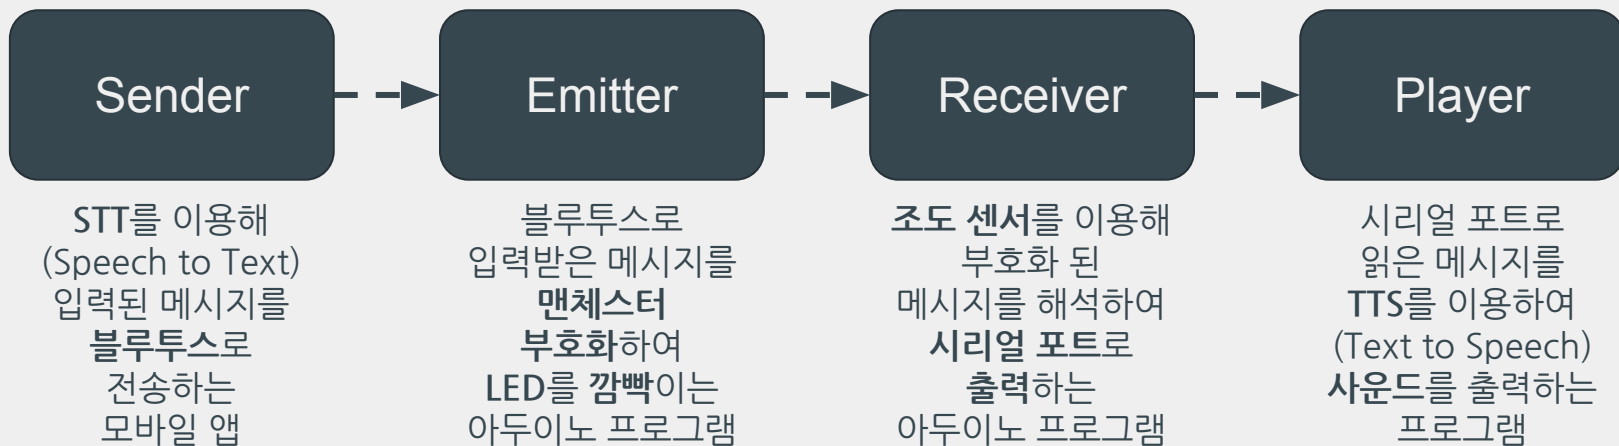 Sender
STT를 이용해
(Speech to Text)
입력된 메시지를
블루투스로
전송하는
모바일 앱
Emitter
블루투스로
입력받은 메시지를
맨체스터
부호화하여
LED를 깜빡이는
아두이노 프로그램
Receiver
조도 센서를 이용해
부호화 된
메시지를 해석하여
시리얼 포트로
출력하는
아두이노 프로그램
Player
시리얼 포트로
읽은 메시지를
TTS를 이용하여
(Text to Speech)
사운드를 출력하는
프로그램